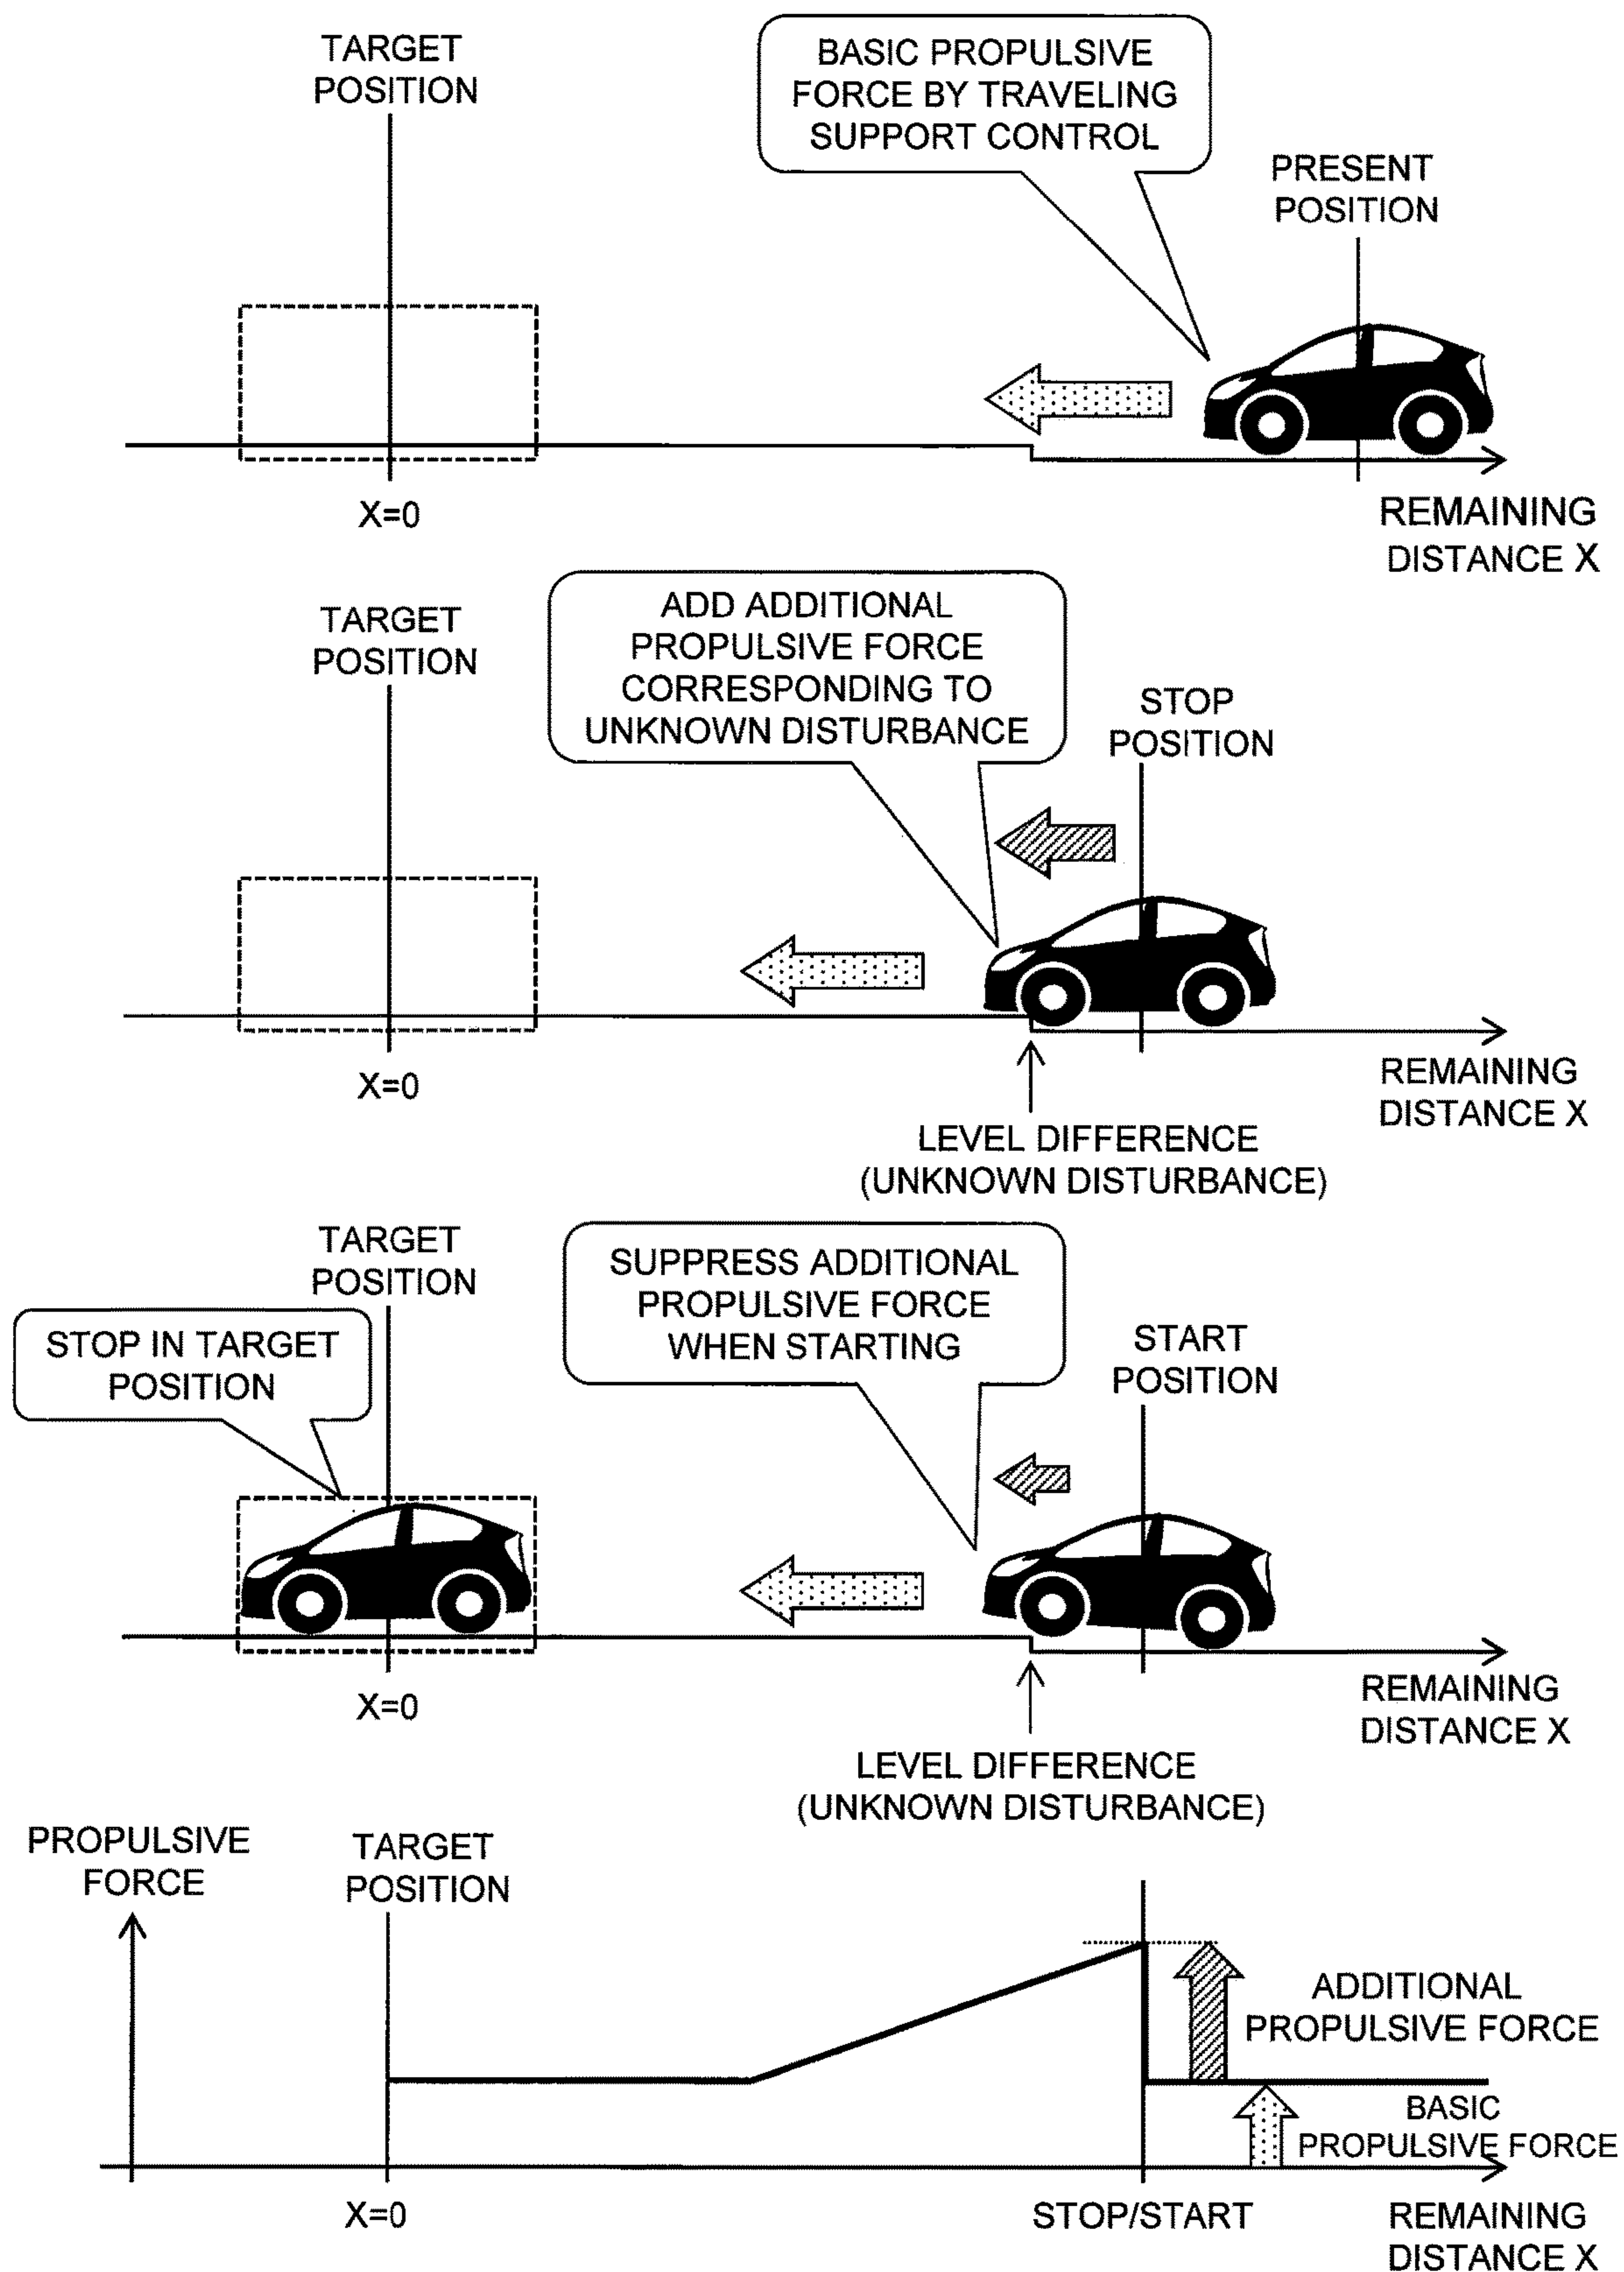 TARGET
POSITION
BASIC PROPULSIVE
FORCE BY TRAVELING
SUPPORT CONTROL
PRESENT
POSITION
X=0
REMAINING
DISTANCE X
TARGET
POSITION
ADD ADDITIONAL
PROPULSIVE FORCE
CORRESPONDING TO
UNKNOWN DISTURBANCE
STOP
POSITION
X=0
REMAINING
DISTANCE X
LEVEL DIFFERENCE
(UNKNOWN DISTURBANCE)
TARGET
POSITION
STOP IN TARGET
POSITION
SUPPRESS ADDITIONAL
PROPULSIVE FORCE
WHEN STARTING
START
POSITION
X=0
REMAINING
DISTANCE X
LEVEL DIFFERENCE
(UNKNOWN DISTURBANCE)
PROPULSIVE
FORCE
TARGET
POSITION
ADDITIONAL
PROPULSIVE FORCE
BASIC
PROPULSIVE FORCE
X=0
STOP/START
REMAINING
DISTANCE X